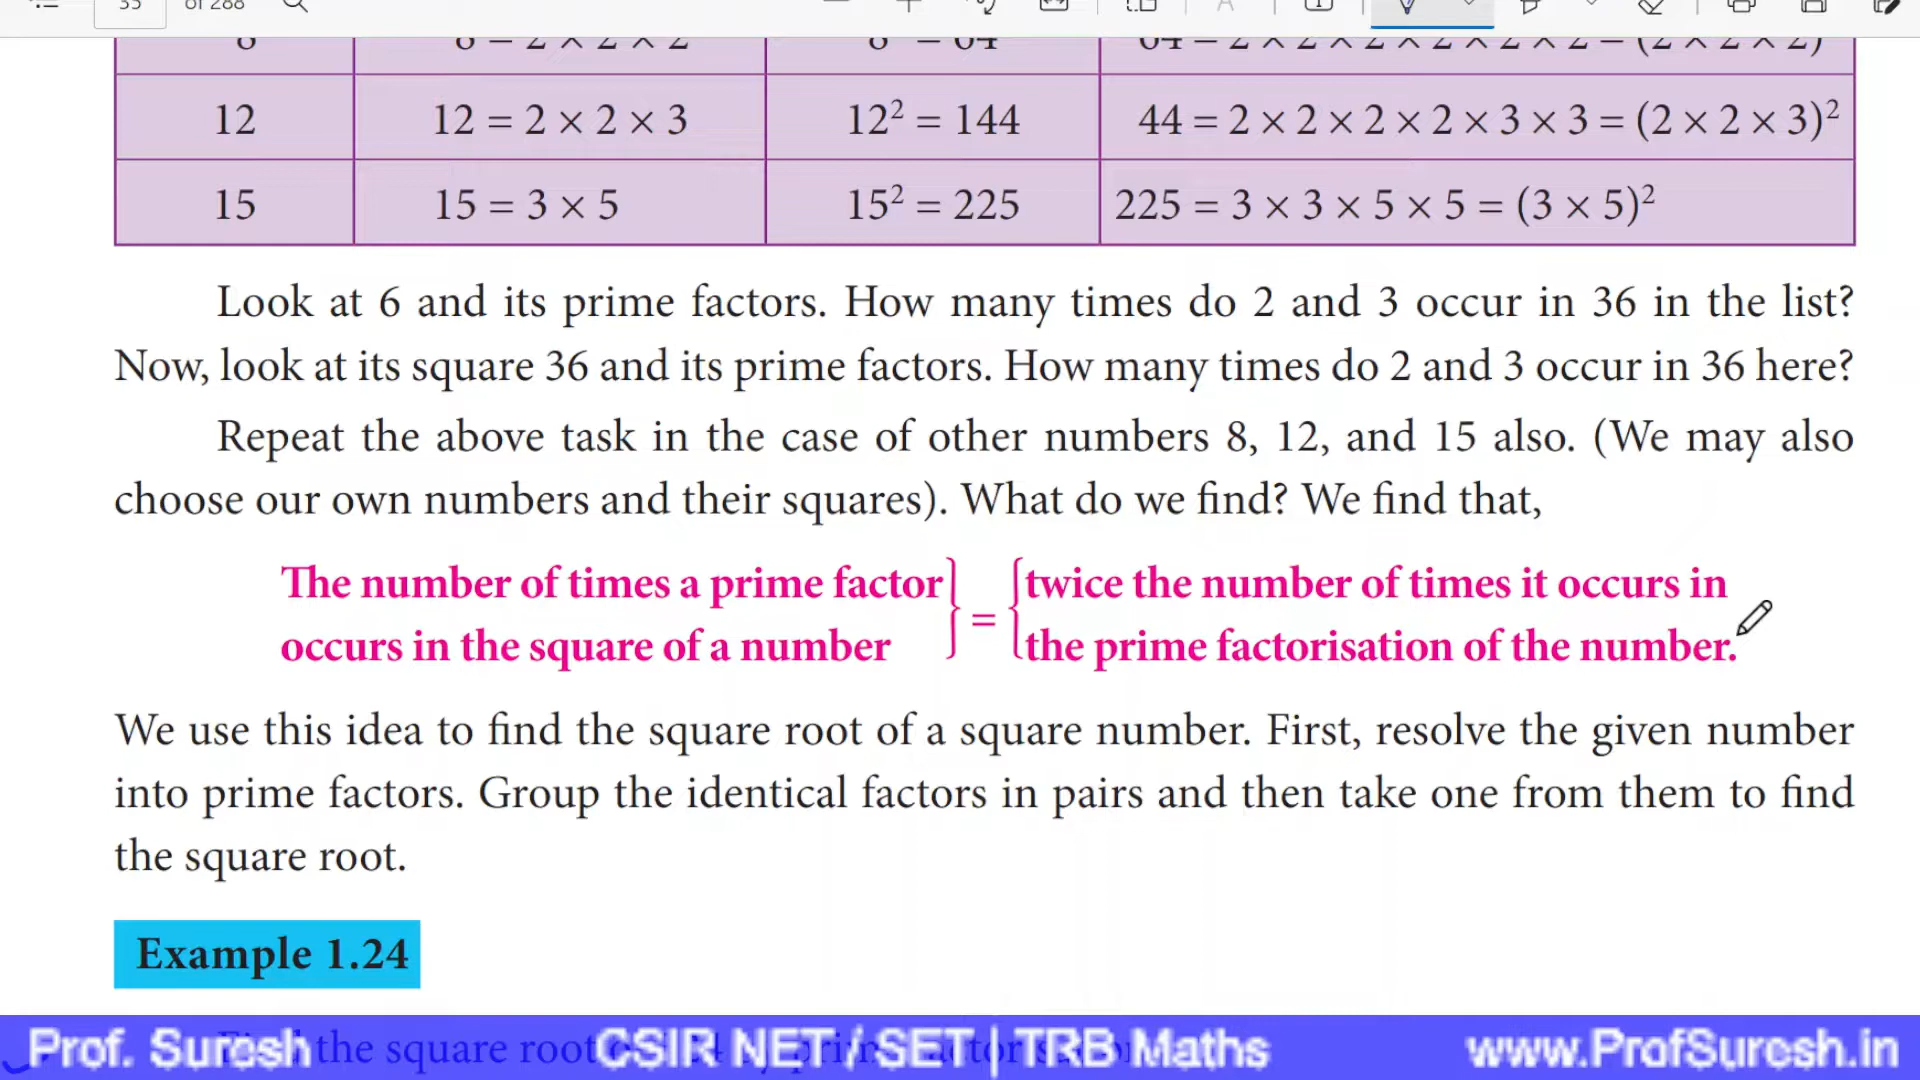 of 288
12 12 = 2 × 2 × 3 12² = 144 44 = 2 × 2 × 2 × 2 × 3 × 3 = (2 × 2 × 3)²
15 15 = 3 × 5 15² = 225 225 = 3 × 3 × 5 × 5 = (3 × 5)²
Look at 6 and its prime factors. How many times do 2 and 3 occur in 36 in the list?
Now, look at its square 36 and its prime factors. How many times do 2 and 3 occur in 36 here?
Repeat the above task in the case of other numbers 8, 12, and 15 also. (We may also
choose our own numbers and their squares). What do we find? We find that,
The number of times a prime factor } = { twice the number of times it occurs in
occurs in the square of a number the prime factorisation of the number.
We use this idea to find the square root of a square number. First, resolve the given number
into prime factors. Group the identical factors in pairs and then take one from them to find
the square root.
Example 1.24
the square root
Prof. Suresh CSIR NET / SET | TRB Maths www.ProfSuresh.in